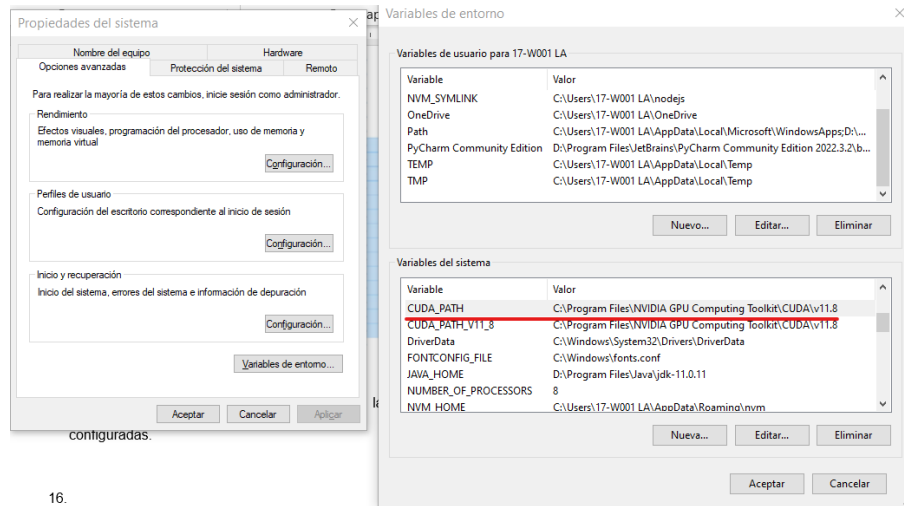 Propiedades del sistema
Nombre del equipo Hardware
Opciones avanzadas Protección del sistema Remoto
Para realizar la mayoría de estos cambios, inicie sesión como administrador.
Rendimiento
Efectos visuales, programación del procesador, uso de memoria y
memoria virtual
Configuración...
Perfiles de usuario
Configuración del escritorio correspondiente al inicio de sesión
Configuración...
Inicio y recuperación
Inicio del sistema, errores del sistema e información de depuración
Configuración...
Variables de entorno...
Aceptar Cancelar Aplicar
configuradas.
16.
Variables de entorno
Variables de usuario para 17-W001 LA
Variable Valor
NVM_SYMLINK C:\Users\17-W001 LA\nodejs
OneDrive C:\Users\17-W001 LA\OneDrive
Path C:\Users\17-W001 LA\AppData\Local\Microsoft\WindowsApps;D:\...
PyCharm Community Edition D:\Program Files\JetBrains\PyCharm Community Edition 2022.3.2\b...
TEMP C:\Users\17-W001 LA\AppData\Local\Temp
TMP C:\Users\17-W001 LA\AppData\Local\Temp
Nuevo... Editar... Eliminar
Variables del sistema
Variable Valor
CUDA_PATH C:\Program Files\NVIDIA GPU Computing Toolkit\CUDA\v11.8
CUDA_PATH_V11_8 C:\Program Files\NVIDIA GPU Computing Toolkit\CUDA\v11.8
DriverData C:\Windows\System32\Drivers\DriverData
FONTCONFIG_FILE C:\Windows\fonts.conf
JAVA_HOME D:\Program Files\Java\jdk-11.0.11
NUMBER_OF_PROCESSORS 8
NVM_HOME C:\Users\17-W001 LA\AppData\Roaming\nvm
Nueva... Editar... Eliminar
Aceptar Cancelar